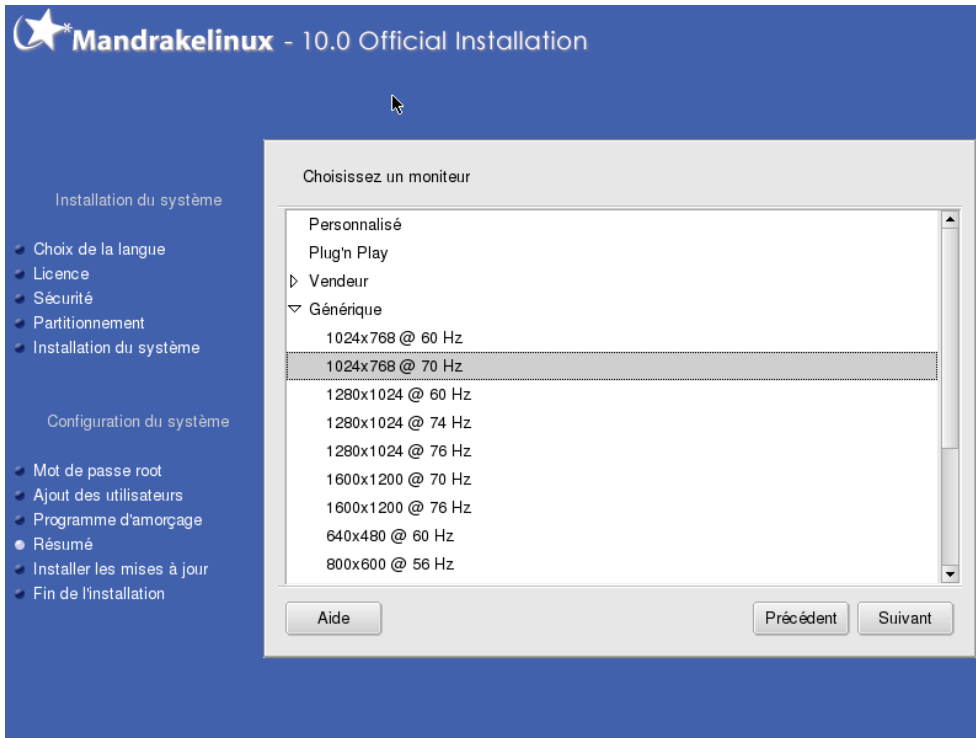 Mandrakelinux - 10.0 Official Installation
Installation du système
Choix de la langue
Licence
Sécurité
Partitionnement
Installation du système
Configuration du système
Mot de passe root
Ajout des utilisateurs
Programme d'amorçage
Résumé
Installer les mises à jour
Fin de l'installation
Choisissez un moniteur
Personnalisé
Plug'n Play
Vendeur
Générique
1024x768 @ 60 Hz
1024x768 @ 70 Hz
1280x1024 @ 60 Hz
1280x1024 @ 74 Hz
1280x1024 @ 76 Hz
1600x1200 @ 70 Hz
1600x1200 @ 76 Hz
640x480 @ 60 Hz
800x600 @ 56 Hz
Aide
Précédent
Suivant